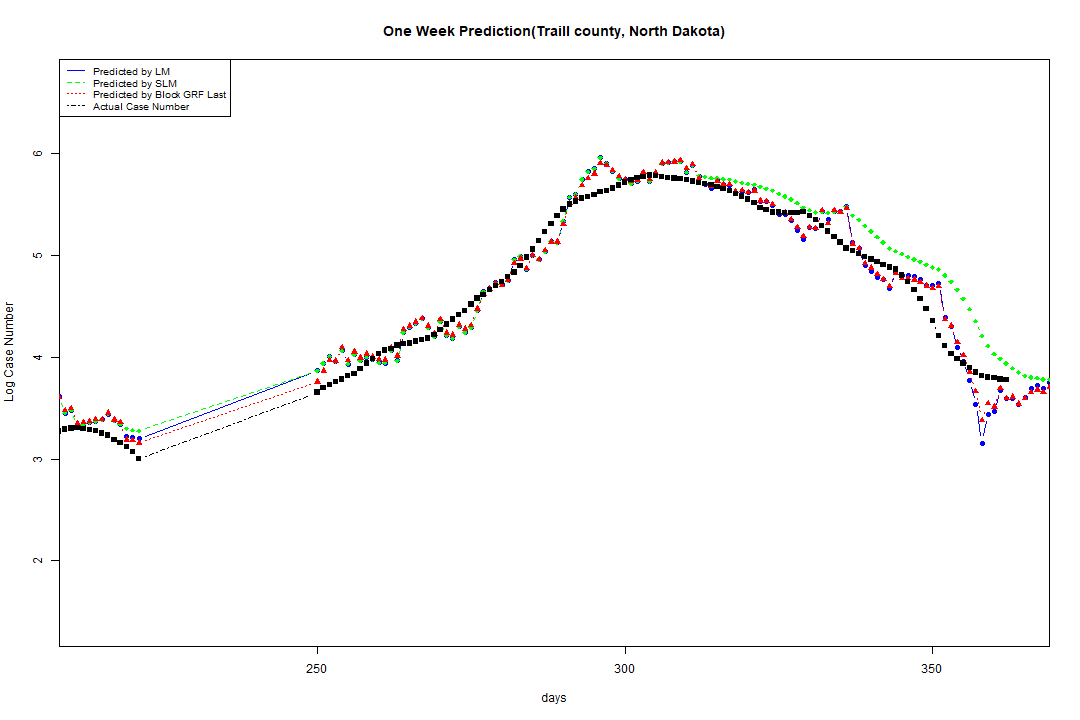 One Week Prediction(Traill county, North Dakota)
Predicted by LM
Predicted by SLM
Predicted by Block GRF Last
Actual Case Number
6
5
4
3
2
Log Case Number
250 300 350
days